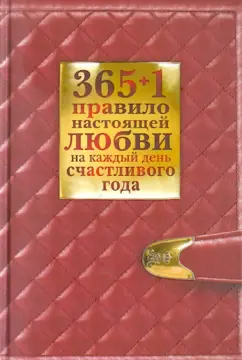 365+1
правило
настоящей
любви
на каждый день
счастливого
года